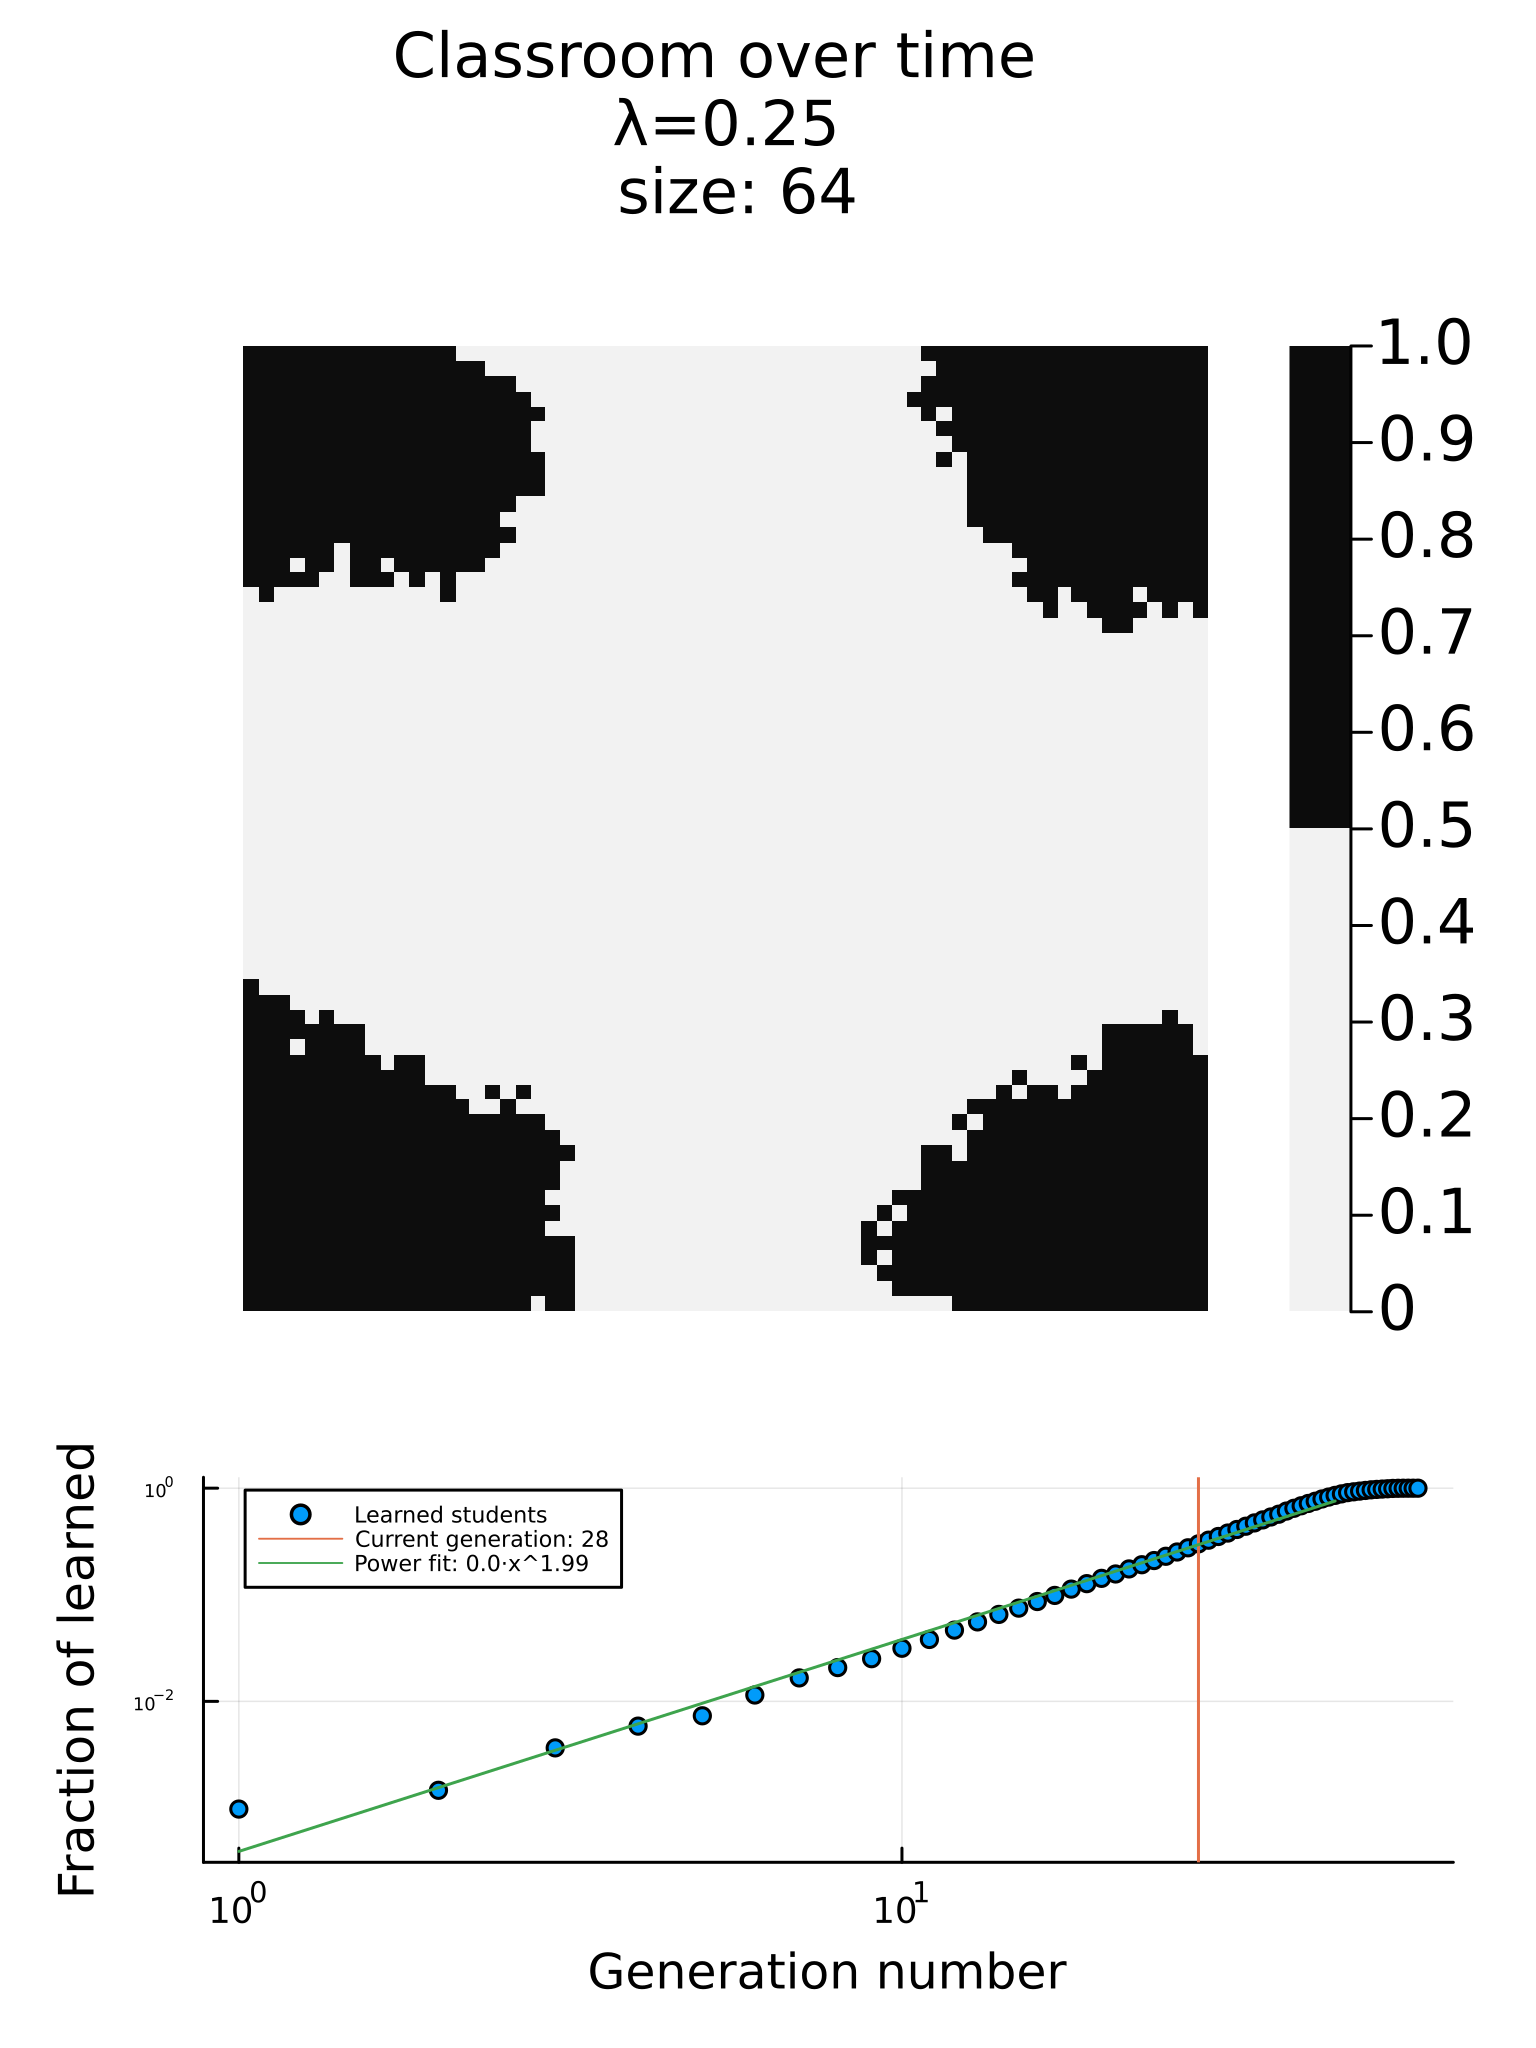 Classroom over time
λ=0.25
size: 64
1.0
0.9
0.8
0.7
0.6
0.5
0.4
0.3
0.2
0.1
0
Fraction of learned
10^0
10^−2
Learned students
Current generation: 28
Power fit: 0.0·x^1.99
10^0
10^1
Generation number